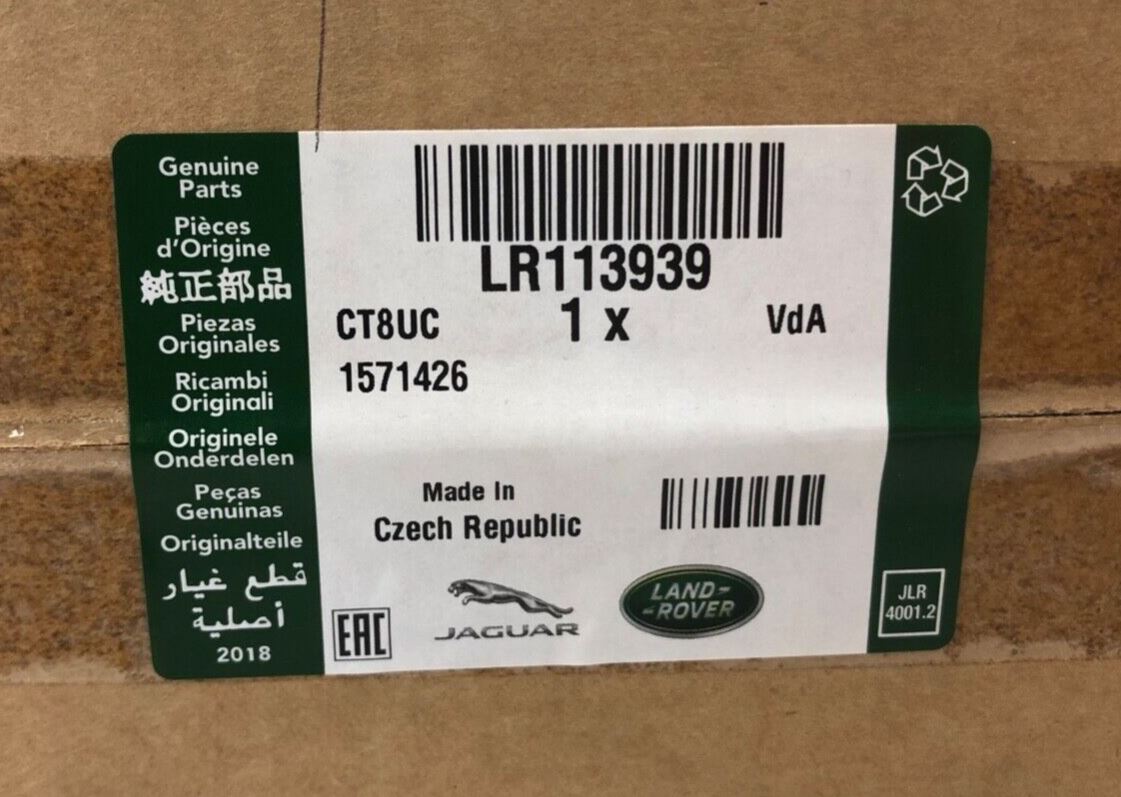 Genuine
Parts
Pièces
d'Origine
純正部品
Piezas
Originales
Ricambi
Originali
Originele
Onderdelen
Peças
Genuinas
Originalteile
قطع غيار
أصلية
2018
LR113939
CT8UC 1 x VdA
1571426
Made In
Czech Republic
EAC
JAGUAR
LAND-
-ROVER
JLR
4001.2